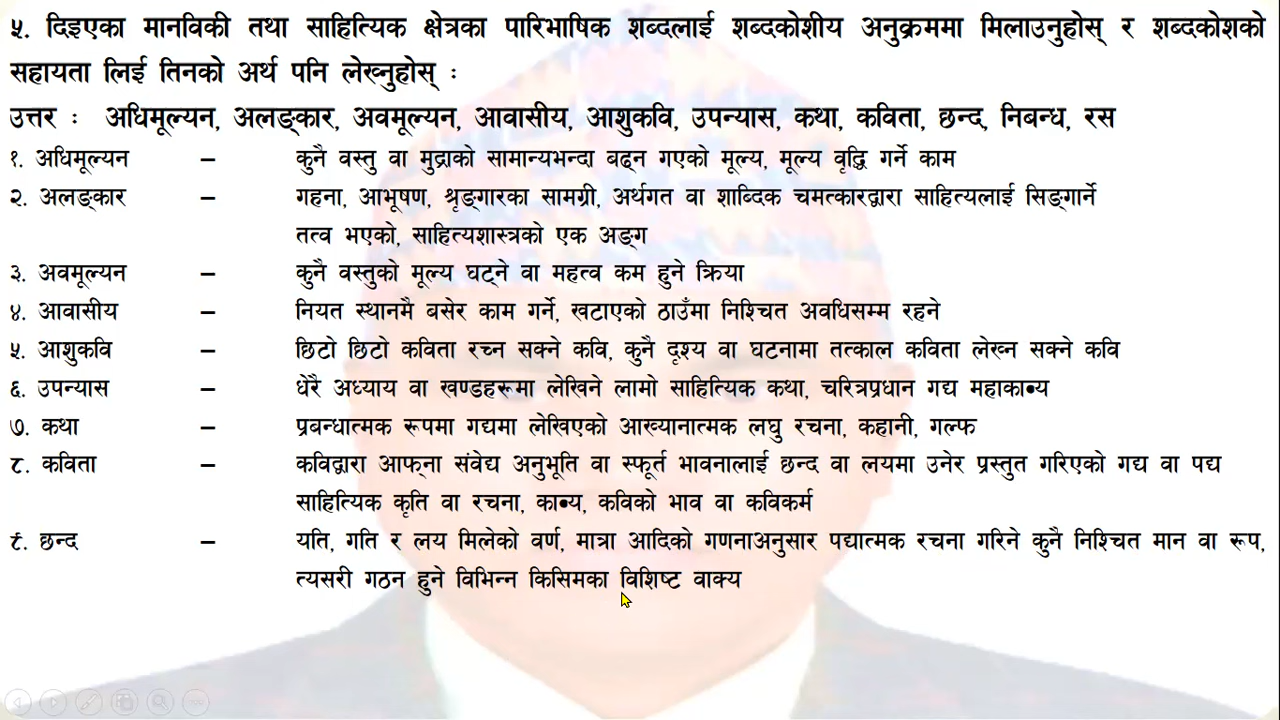 ५. दिइएका मानविकी तथा साहित्यिक क्षेत्रका पारिभाषिक शब्दलाई शब्दकोशीय अनुक्रममा मिलाउनुहोस् र शब्दकोशको
सहायता लिई तिनको अर्थ पनि लेख्नुहोस् :
उत्तर : अधिमूल्यन, अलङ्कार, अवमूल्यन, आवासीय, आशुकवि, उपन्यास, कथा, कविता, छन्द, निबन्ध, रस
१. अधिमूल्यन – कुनै वस्तु वा मुद्राको सामान्यभन्दा बढ्न गएको मूल्य, मूल्य वृद्धि गर्ने काम
२. अलङ्कार – गहना, आभूषण, श्रृङ्गारका सामग्री, अर्थगत वा शाब्दिक चमत्कारद्वारा साहित्यलाई सिङ्गार्ने
तत्व भएको, साहित्यशास्त्रको एक अङ्ग
३. अवमूल्यन – कुनै वस्तुको मूल्य घट्ने वा महत्व कम हुने क्रिया
४. आवासीय – नियत स्थानमै बसेर काम गर्ने, खटाएको ठाउँमा निश्चित अवधिसम्म रहने
५. आशुकवि – छिटो छिटो कविता रच्न सक्ने कवि, कुनै दृश्य वा घटनामा तत्काल कविता लेख्न सक्ने कवि
६. उपन्यास – धेरै अध्याय वा खण्डहरूमा लेखिने लामो साहित्यिक कथा, चरित्रप्रधान गद्य महाका•य
७. कथा – प्रबन्धात्मक रूपमा गद्यमा लेखिएको आख्यानात्मक लघु रचना, कहानी, गल्फ
८. कविता – कविद्वारा आफ्ना संवेद्य अनुभूति वा स्फूर्त भावनालाई छन्द वा लयमा उनेर प्रस्तुत गरिएको गद्य वा पद्य
साहित्यिक कृति वा रचना, का•य, कविको भाव वा कविकर्म
९. छन्द – यति, गति र लय मिलेको वर्ण, मात्रा आदिको गणनाअनुसार पद्यात्मक रचना गरिने कुनै निश्चित मान वा रूप,
त्यसरी गठन हुने विभिन्न किसिमका विशिष्ट वाक्य